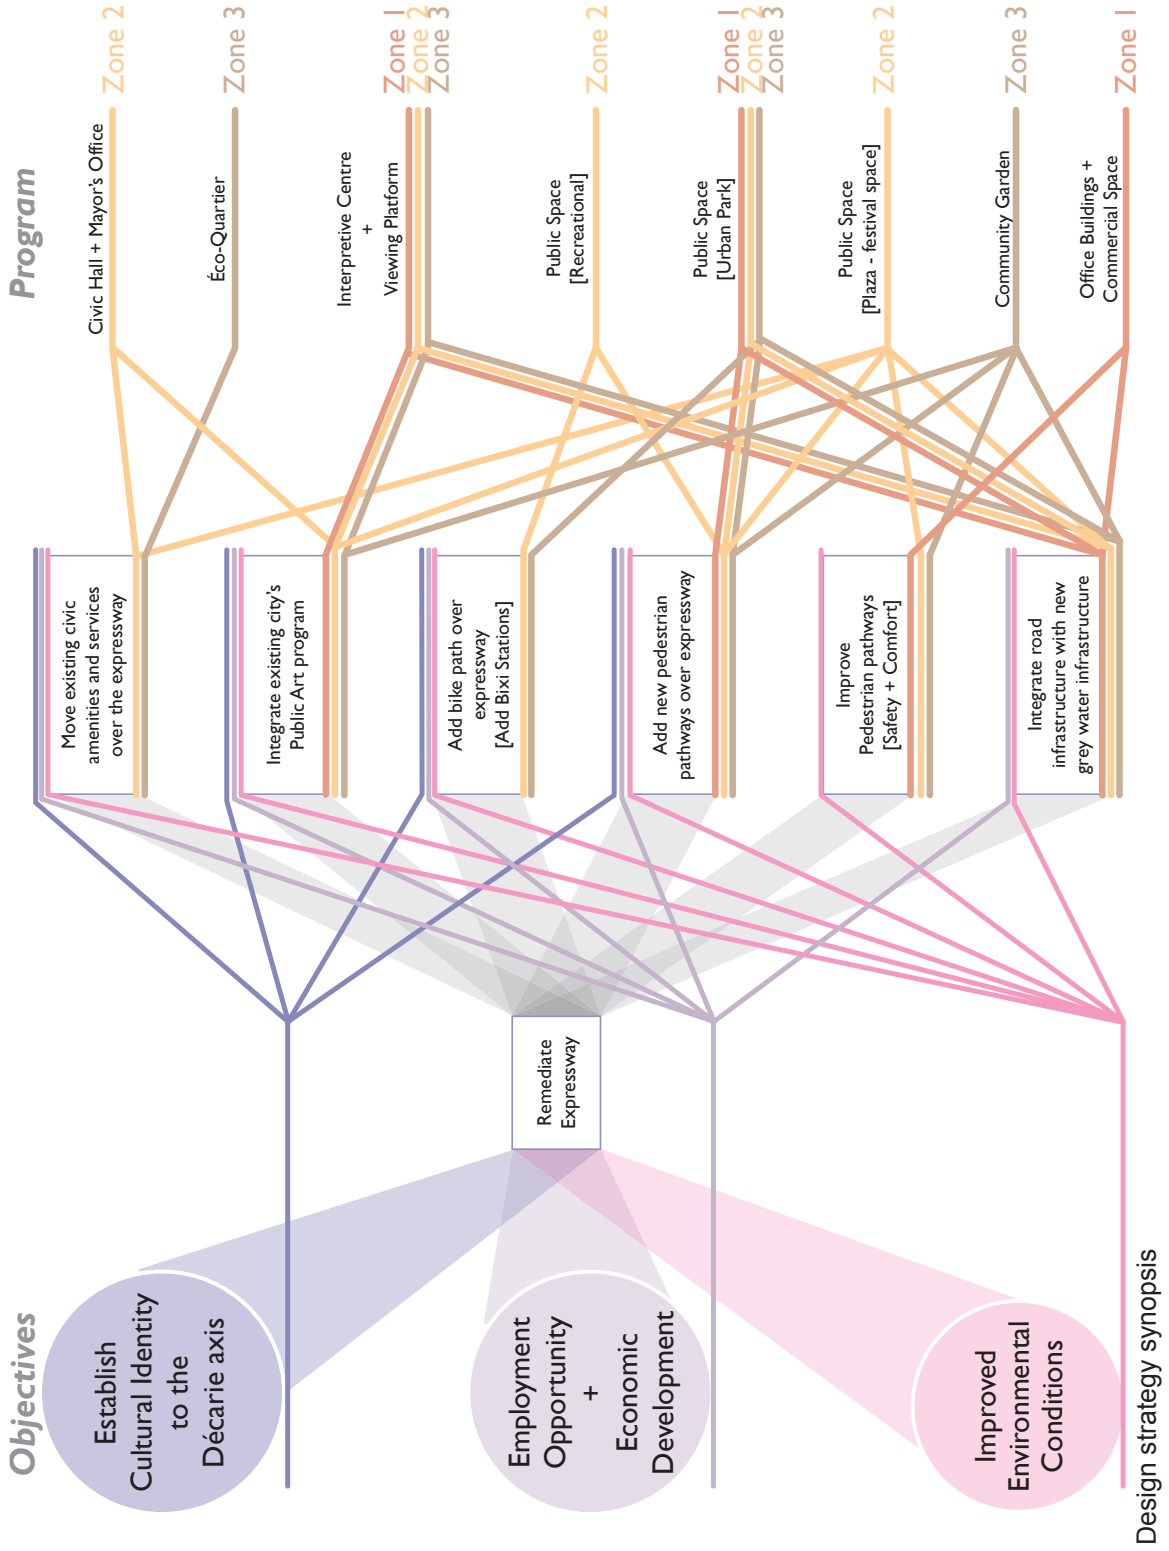 Objectives
Program
Establish
Cultural Identity
to the
Décarie axis
Employment
Opportunity
+
Economic
Development
Improved
Environmental
Conditions
Remediate
Expressway
Move existing civic
amenities and services
over the expressway
Integrate existing city's
Public Art program
Add bike path over
expressway
[Add Bixi Stations]
Add new pedestrian
pathways over expressway
Improve
Pedestrian pathways
[Safety + Comfort]
Integrate road
infrastructure with new
grey water infrastructure
Civic Hall + Mayor's Office
Zone 2
Éco-Quartier
Zone 3
Interpretive Centre
+
Viewing Platform
Zone 1
Zone 2
Zone 3
Public Space
[Recreational]
Zone 2
Public Space
[Urban Park]
Zone 1
Zone 2
Zone 3
Public Space
[Plaza - festival space]
Zone 2
Community Garden
Zone 3
Office Buildings +
Commercial Space
Zone 1
Design strategy synopsis